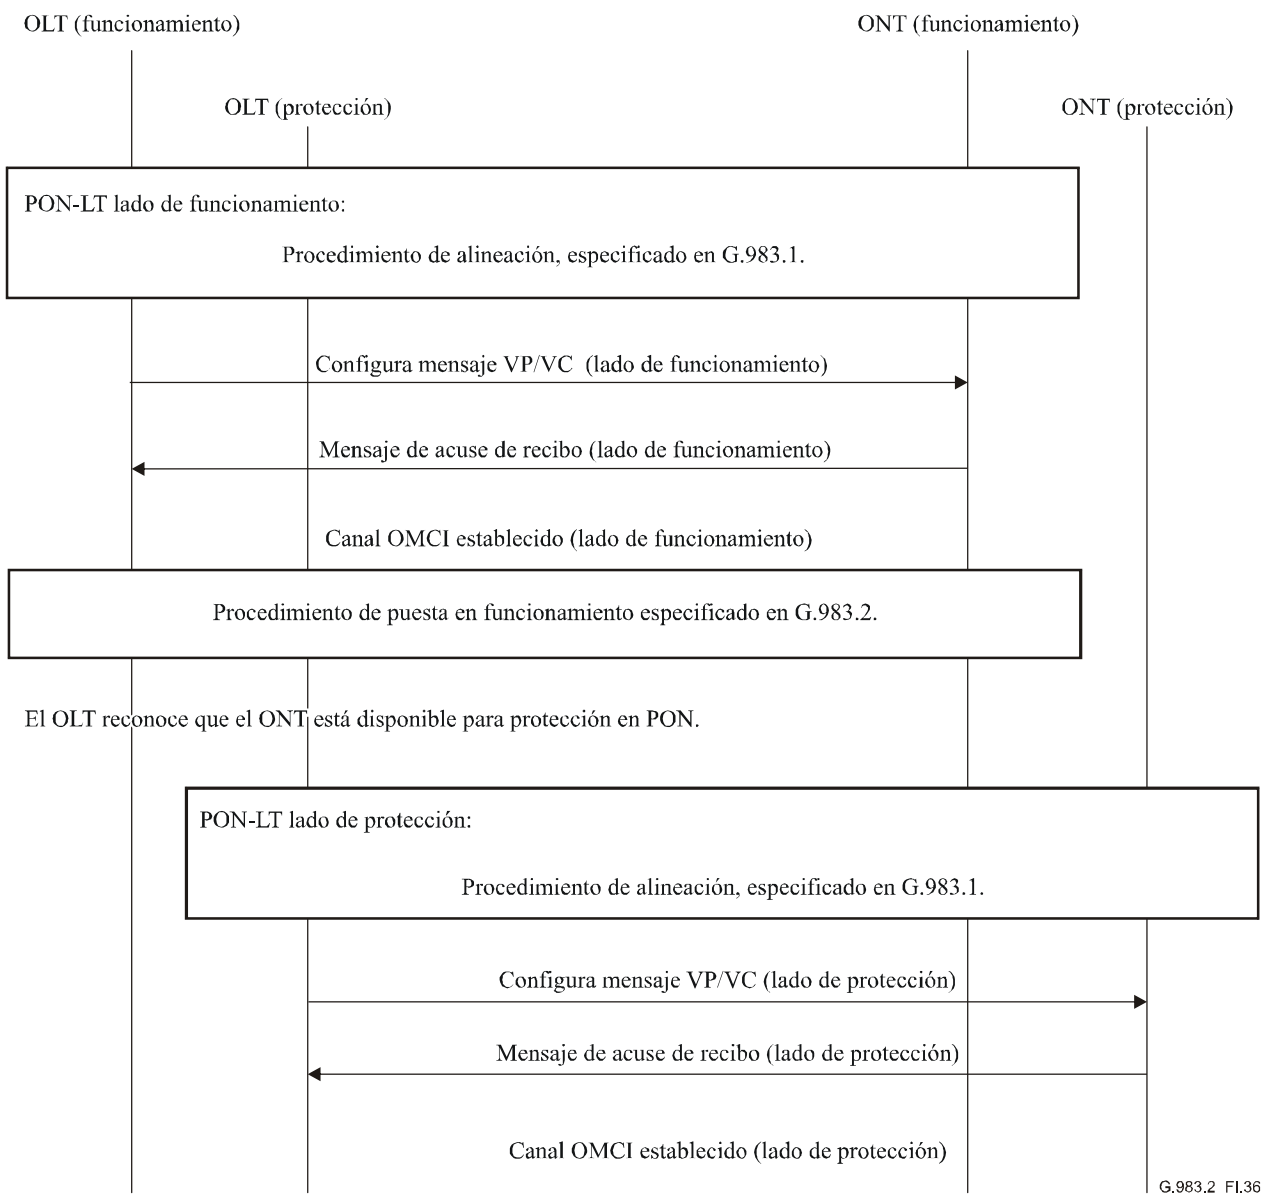 OLT (funcionamiento)
ONT (funcionamiento)
OLT (protección)
ONT (protección)
PON-LT lado de funcionamiento:
Procedimiento de alineación, especificado en G.983.1.
Configura mensaje VP/VC (lado de funcionamiento)
Mensaje de acuse de recibo (lado de funcionamiento)
Canal OMCI establecido (lado de funcionamiento)
Procedimiento de puesta en funcionamiento especificado en G.983.2.
El OLT reconoce que el ONT está disponible para protección en PON.
PON-LT lado de protección:
Procedimiento de alineación, especificado en G.983.1.
Configura mensaje VP/VC (lado de protección)
Mensaje de acuse de recibo (lado de protección)
Canal OMCI establecido (lado de protección)
G.983.2_FI.36